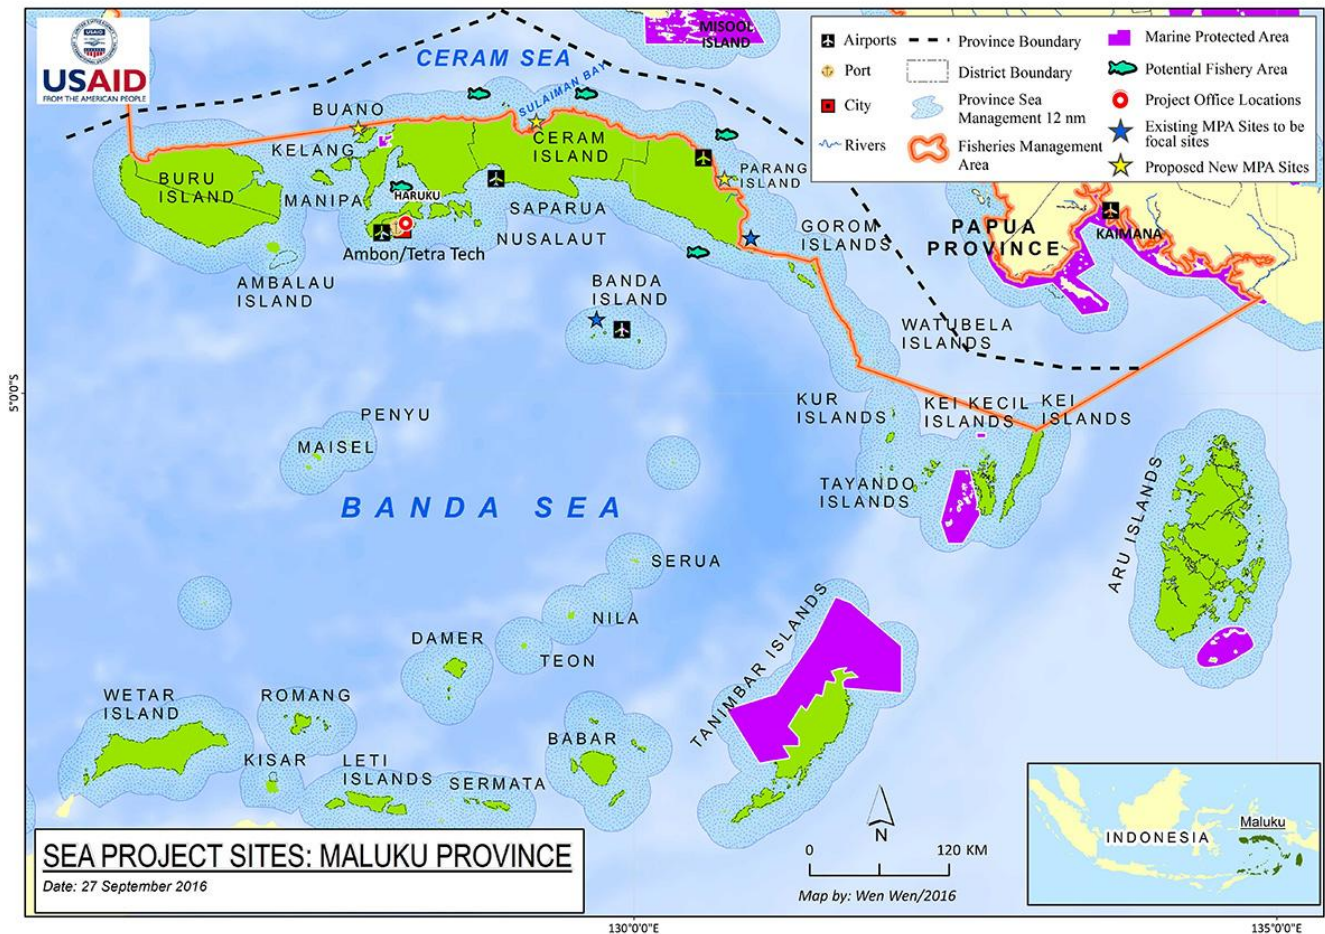 USAID
FROM THE AMERICAN PEOPLE
CERAM SEA
MISOOL
ISLAND
Airports
Port
City
Rivers
Province Boundary
District Boundary
Province Sea
Management 12 nm
Fisheries Management
Area
Marine Protected Area
Potential Fishery Area
Project Office Locations
Existing MPA Sites to be
focal sites
Proposed New MPA Sites
BUANO
SULAIMAN BAY
KELANG
CERAM
ISLAND
BURU
ISLAND
MANIPA
HARUKU
PARANG
ISLAND
SAPARUA
NUSALAUT
Ambon/Tetra Tech
GOROM
ISLANDS
PAPUA
PROVINCE
KAIMANA
AMBALAU
ISLAND
BANDA
ISLAND
WATUBELA
ISLANDS
5°0'0"S
KUR
ISLANDS
KEI KECIL
ISLANDS
KEI
ISLANDS
PENYU
MAISEL
TAYANDO
ISLANDS
BANDA SEA
ARU ISLANDS
SERUA
NILA
TEON
DAMER
TANIMBAR ISLANDS
WETAR
ISLAND
ROMANG
KISAR
LETI
ISLANDS
SERMATA
BABAR
N
0 120 KM
Map by: Wen Wen/2016
INDONESIA
Maluku
SEA PROJECT SITES: MALUKU PROVINCE
Date: 27 September 2016
130°0'0"E
135°0'0"E